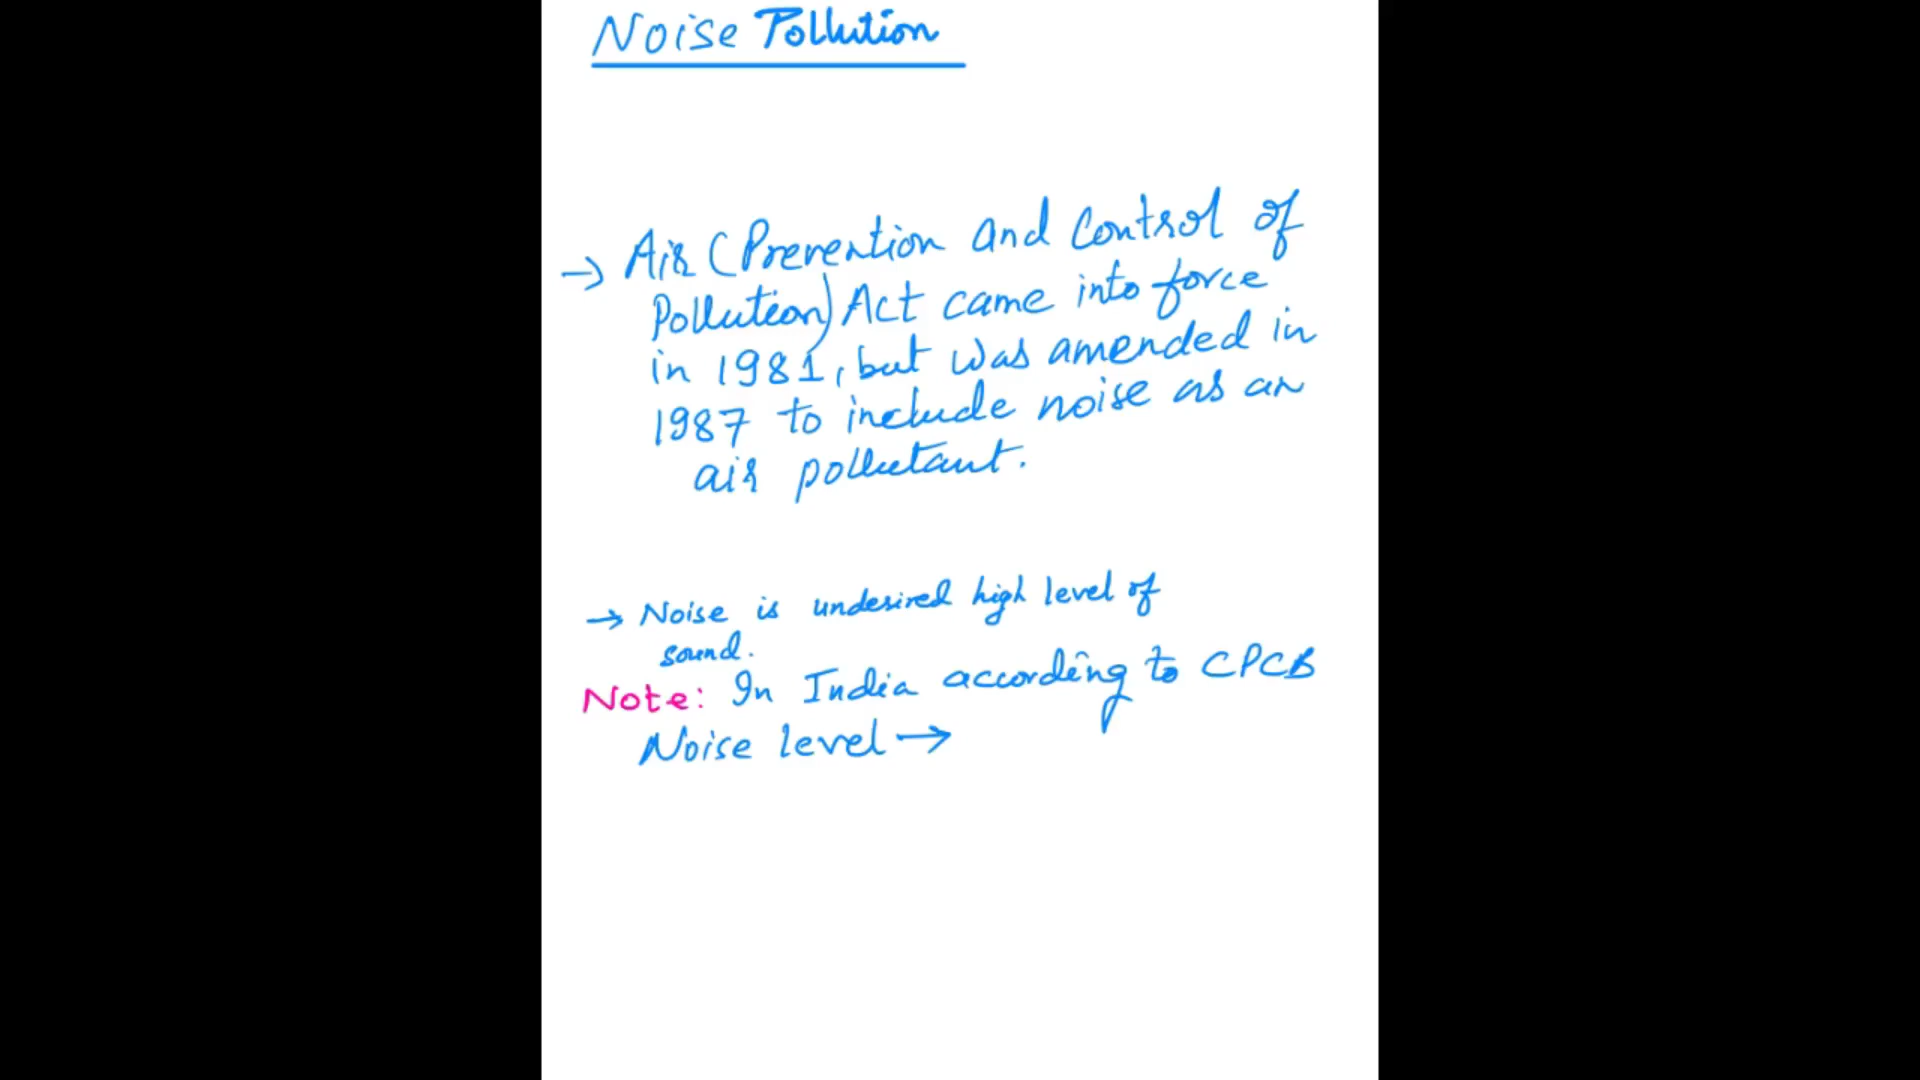 Noise Pollution
→ Air (Prevention and Control of
Pollution) Act came into force
in 1981, but was amended in
1987 to include noise as an
air pollutant.
→ Noise is undesired high level of
sound.
Note: In India according to CPCB
Noise level →